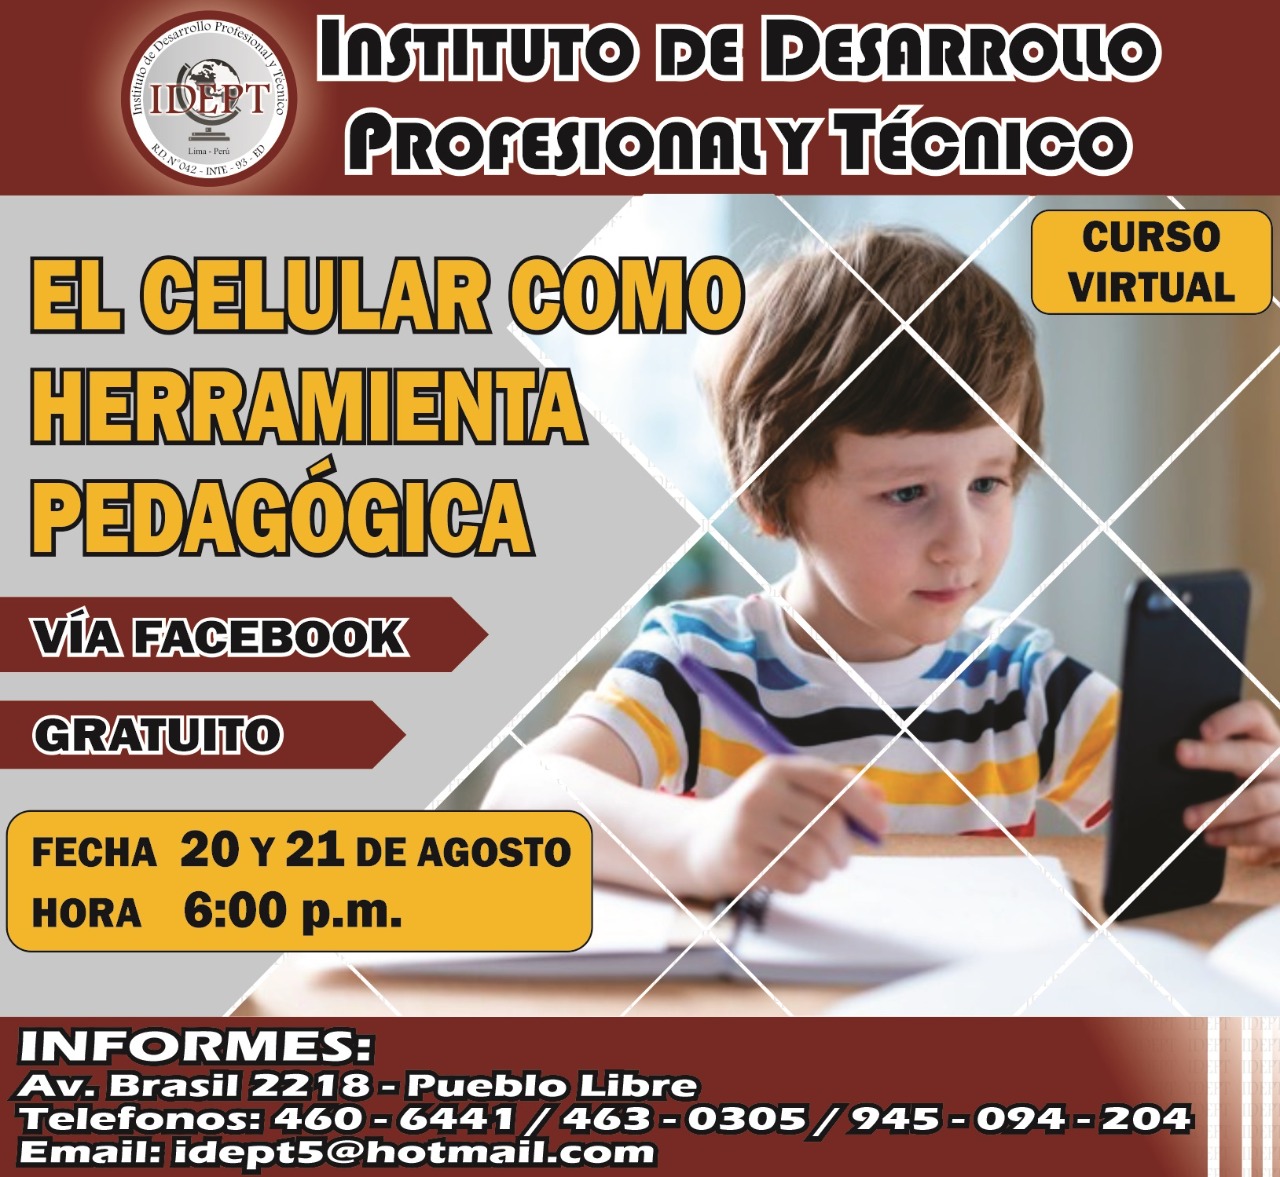 Instituto de Desarrollo Profesional y Técnico
IDEPT
Lima - Perú
R.D. N° 042 - INTE - 93 - ED
INSTITUTO DE DESARROLLO
PROFESIONAL Y TÉCNICO
CURSO
VIRTUAL
EL CELULAR COMO
HERRAMIENTA
PEDAGÓGICA
VÍA FACEBOOK
GRATUITO
FECHA 20 Y 21 DE AGOSTO
HORA 6:00 p.m.
INFORMES:
Av. Brasil 2218 - Pueblo Libre
Telefonos: 460 - 6441 / 463 - 0305 / 945 - 094 - 204
Email: idept5@hotmail.com